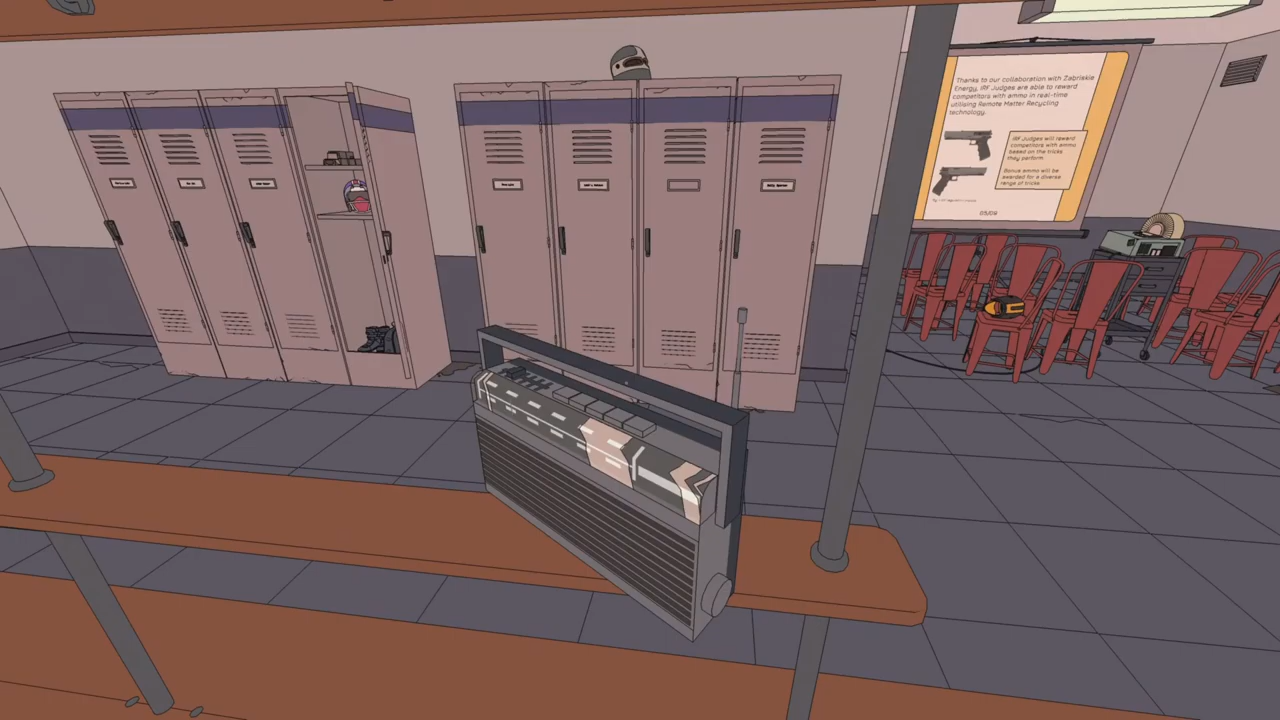 Thanks to our collaboration with Zabriekie
Energy, IRF Judges are able to reward
competitors with ammo in real-time
utilising Remote Matter Recycling
technology.
IRF Judges will reward
competitors with ammo
based on the tricks
they perform.
Bonus ammo will be
awarded for a diverse
range of tricks.
03/08